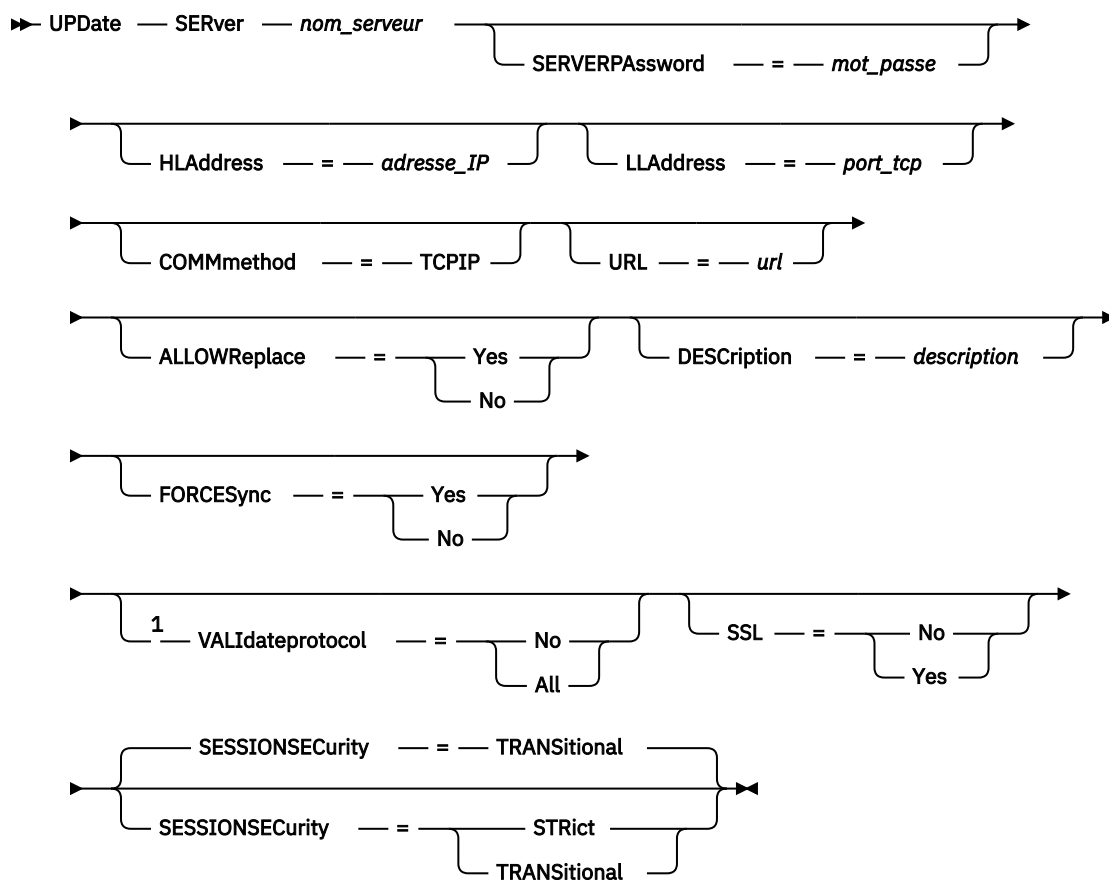 UPDate SERver nom_serveur
SERVERPAssword = mot_passe
HLAddress = adresse_IP LLAddress = port_tcp
COMMmethod = TCPIP URL = url
ALLOWReplace = Yes DESCription = description
No
FORCESync = Yes
No
1 VALIdateprotocol = No SSL = No
All Yes
SESSIONSECurity = TRANSitional
SESSIONSECurity = STRict
TRANSitional